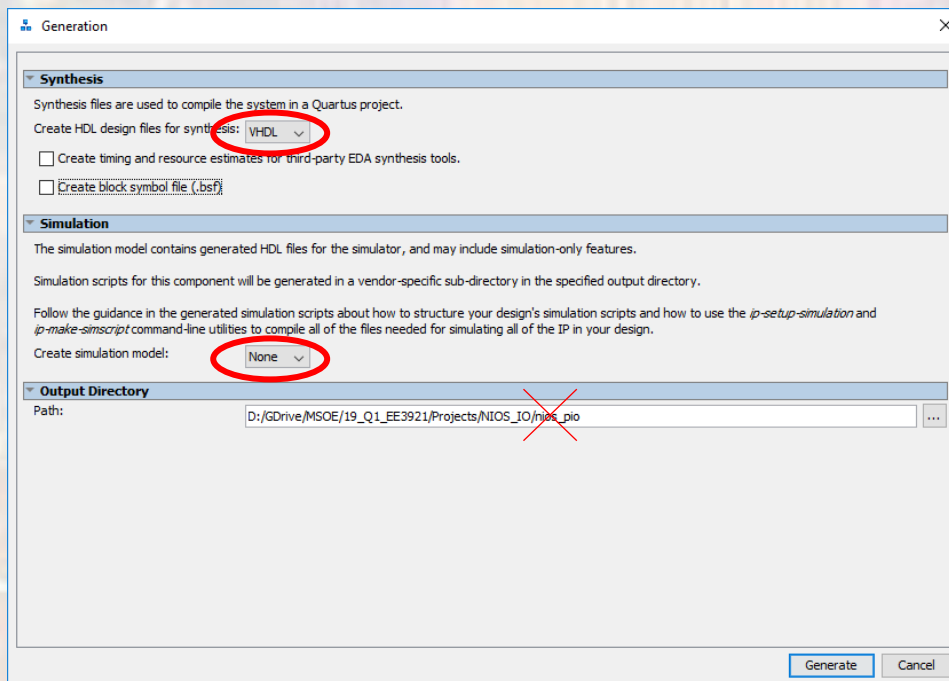 Generation
Synthesis
Synthesis files are used to compile the system in a Quartus project.
Create HDL design files for synthesis: VHDL
Create timing and resource estimates for third-party EDA synthesis tools.
Create block symbol file (.bsf)
Simulation
The simulation model contains generated HDL files for the simulator, and may include simulation-only features.
Simulation scripts for this component will be generated in a vendor-specific sub-directory in the specified output directory.
Follow the guidance in the generated simulation scripts about how to structure your design's simulation scripts and how to use the ip-setup-simulation and
ip-make-simscript command-line utilities to compile all of the files needed for simulating all of the IP in your design.
Create simulation model: None
Output Directory
Path: D:/GDrive/MSOE/19_Q1_EE3921/Projects/NIOS_IO/nios_pio ...
Generate Cancel